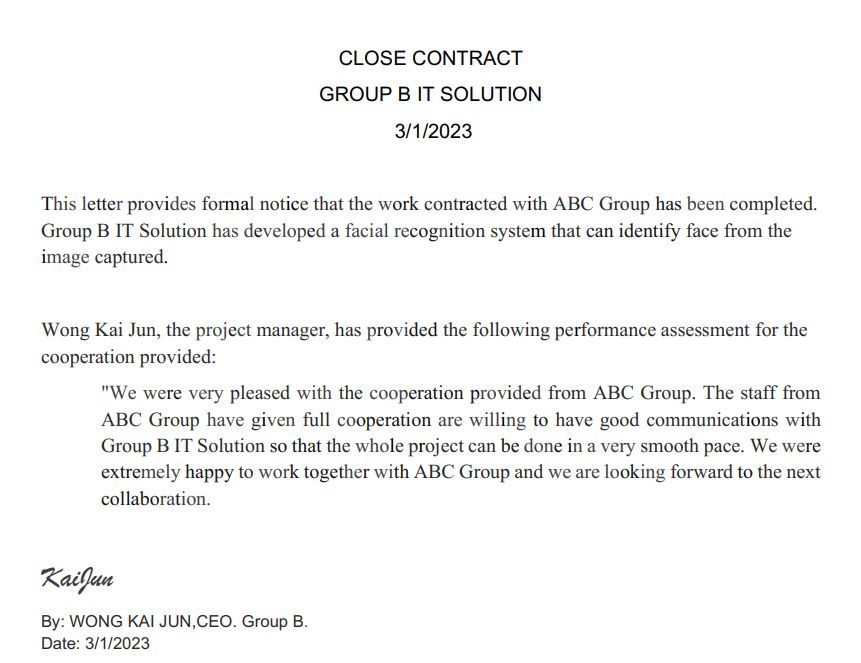 CLOSE CONTRACT
GROUP B IT SOLUTION
3/1/2023
This letter provides formal notice that the work contracted with ABC Group has been completed.
Group B IT Solution has developed a facial recognition system that can identify face from the
image captured.
Wong Kai Jun, the project manager, has provided the following performance assessment for the
cooperation provided:
"We were very pleased with the cooperation provided from ABC Group. The staff from
ABC Group have given full cooperation are willing to have good communications with
Group B IT Solution so that the whole project can be done in a very smooth pace. We were
extremely happy to work together with ABC Group and we are looking forward to the next
collaboration.
KaiJun
By: WONG KAI JUN,CEO. Group B.
Date: 3/1/2023